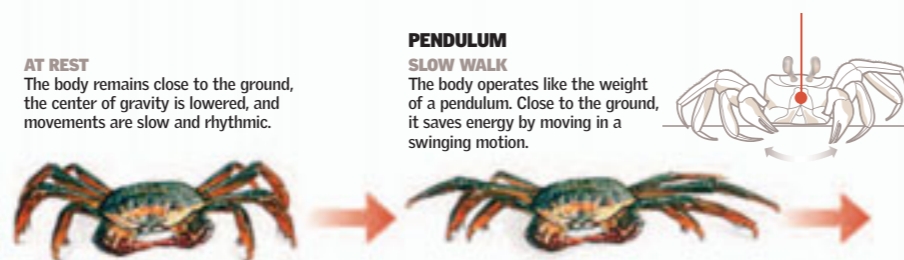 AT REST
The body remains close to the ground,
the center of gravity is lowered, and
movements are slow and rhythmic.
PENDULUM
SLOW WALK
The body operates like the weight
of a pendulum. Close to the ground,
it saves energy by moving in a
swinging motion.